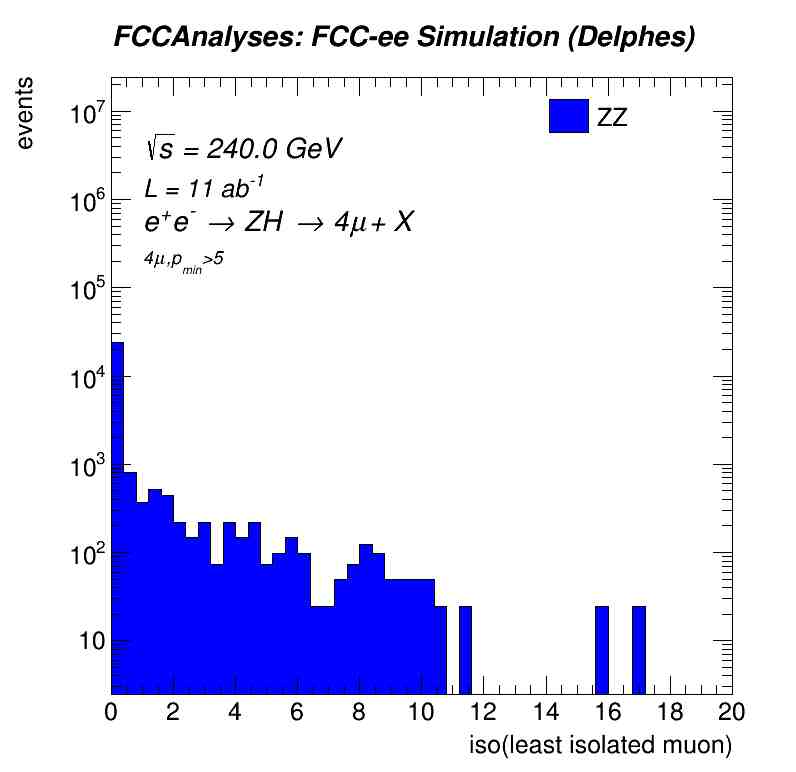 FCCAnalyses: FCC-ee Simulation (Delphes)
events
ZZ
√s = 240.0 GeV
L = 11 ab⁻¹
e⁺e⁻ → ZH → 4μ + X
4μ,p_min>5
10⁷
10⁶
10⁵
10⁴
10³
10²
10
0 2 4 6 8 10 12 14 16 18 20
iso(least isolated muon)